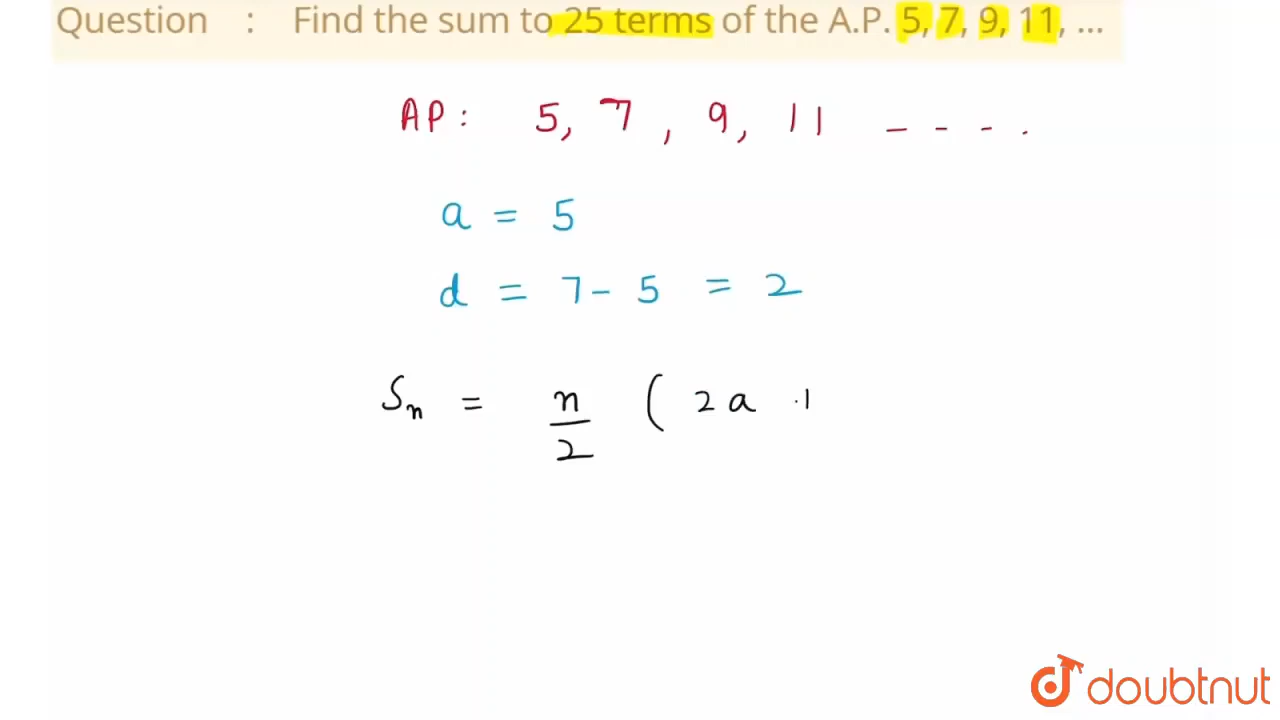 Question : Find the sum to 25 terms of the A.P. 5, 7, 9, 11, ...
AP: 5, 7, 9, 11 - - - .
a = 5
d = 7 - 5 = 2
Sn = n/2 ( 2a
doubtnut